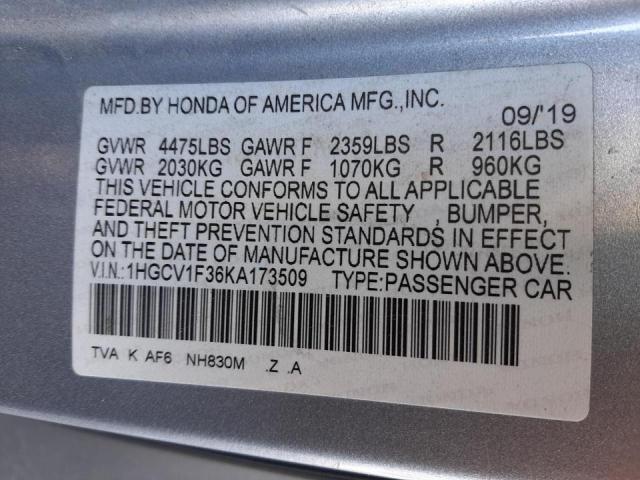 MFD.BY HONDA OF AMERICA MFG.,INC.
09/'19
GVWR 4475LBS GAWR F 2359LBS R 2116LBS
GVWR 2030KG GAWR F 1070KG R 960KG
THIS VEHICLE CONFORMS TO ALL APPLICABLE
FEDERAL MOTOR VEHICLE SAFETY , BUMPER,
AND THEFT PREVENTION STANDARDS IN EFFECT
ON THE DATE OF MANUFACTURE SHOWN ABOVE.
V.I.N.:1HGCV1F36KA173509 TYPE:PASSENGER CAR
TVA K AF6 NH830M .Z .A